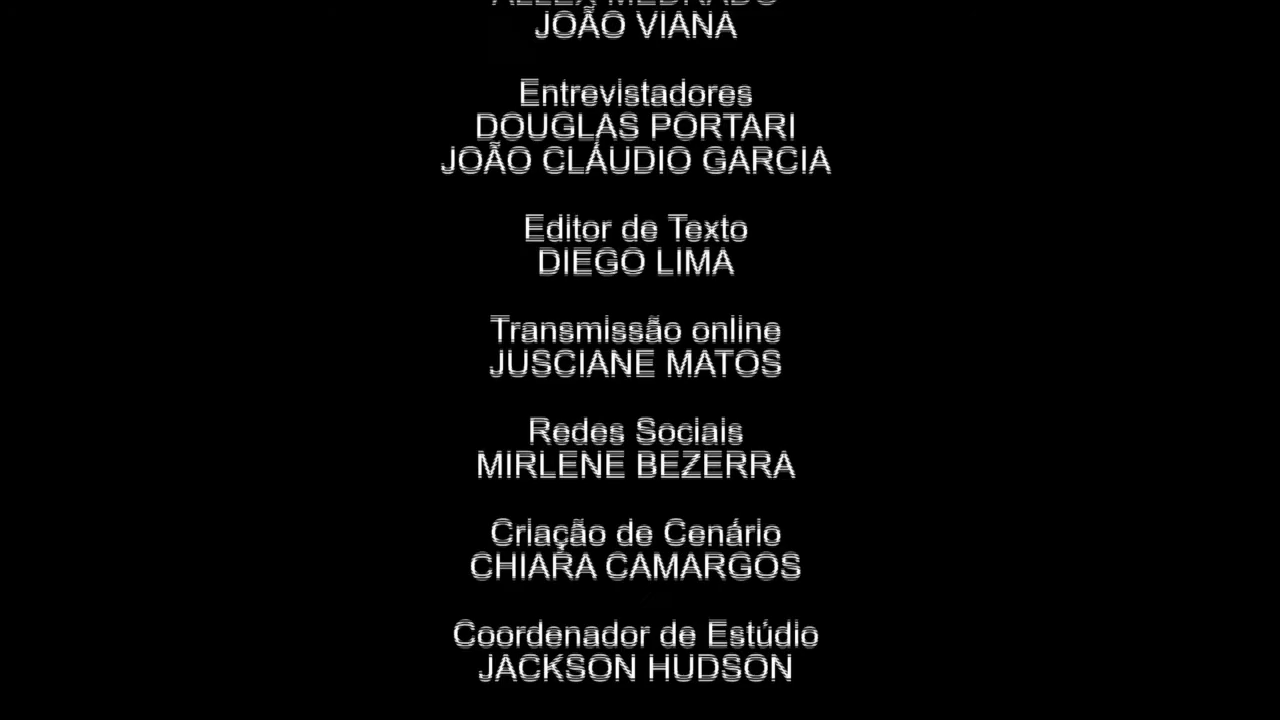 JOÃO VIANA
Entrevistadores
DOUGLAS PORTARI
JOÃO CLÁUDIO GARCIA
Editor de Texto
DIEGO LIMA
Transmissão online
JUSCIANE MATOS
Redes Sociais
MIRLENE BEZERRA
Criação de Cenário
CHIARA CAMARGOS
Coordenador de Estúdio
JACKSON HUDSON